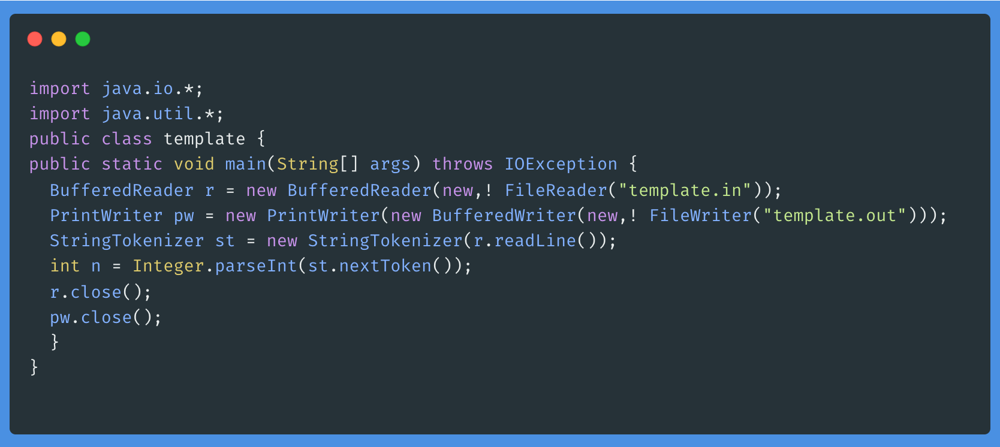 import java.io.*;
import java.util.*;
public class template {
public static void main(String[] args) throws IOException {
  BufferedReader r = new BufferedReader(new,! FileReader("template.in"));
  PrintWriter pw = new PrintWriter(new BufferedWriter(new,! FileWriter("template.out")));
  StringTokenizer st = new StringTokenizer(r.readLine());
  int n = Integer.parseInt(st.nextToken());
  r.close();
  pw.close();
  }
}